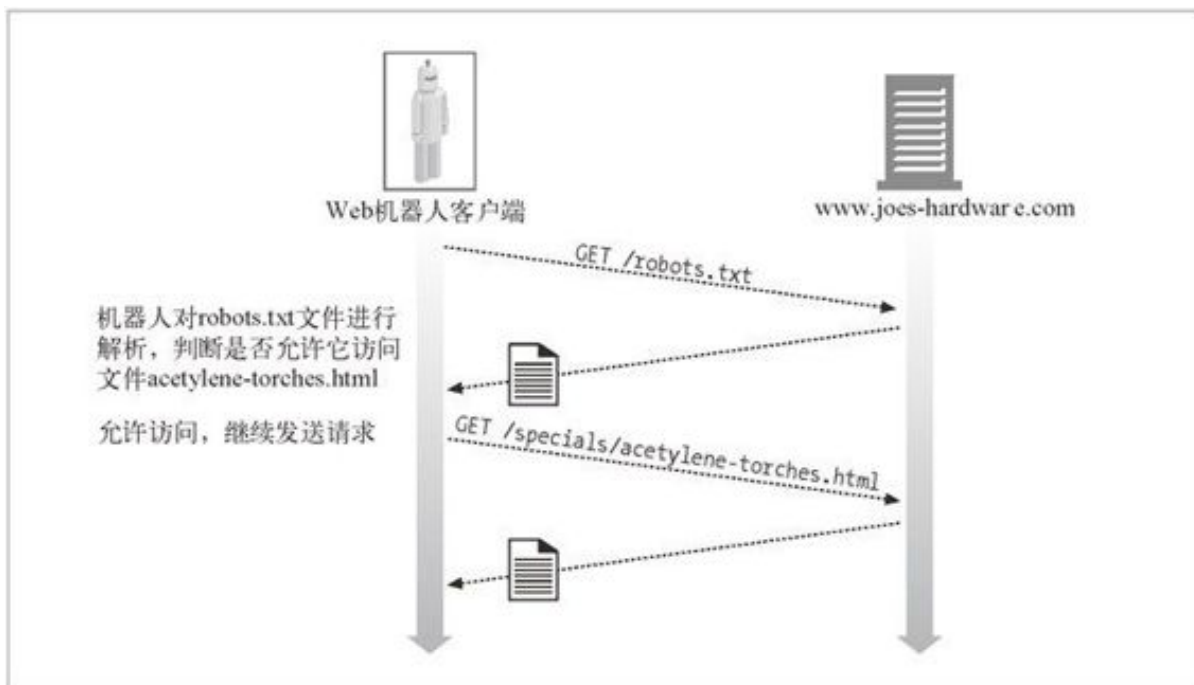 Web机器人客户端
www.joes-hardwar e.com
GET /robots.txt
机器人对robots.txt文件进行
解析，判断是否允许它访问
文件acetylene-torches.html
允许访问，继续发送请求
GET /specials/acetylene-torches.html